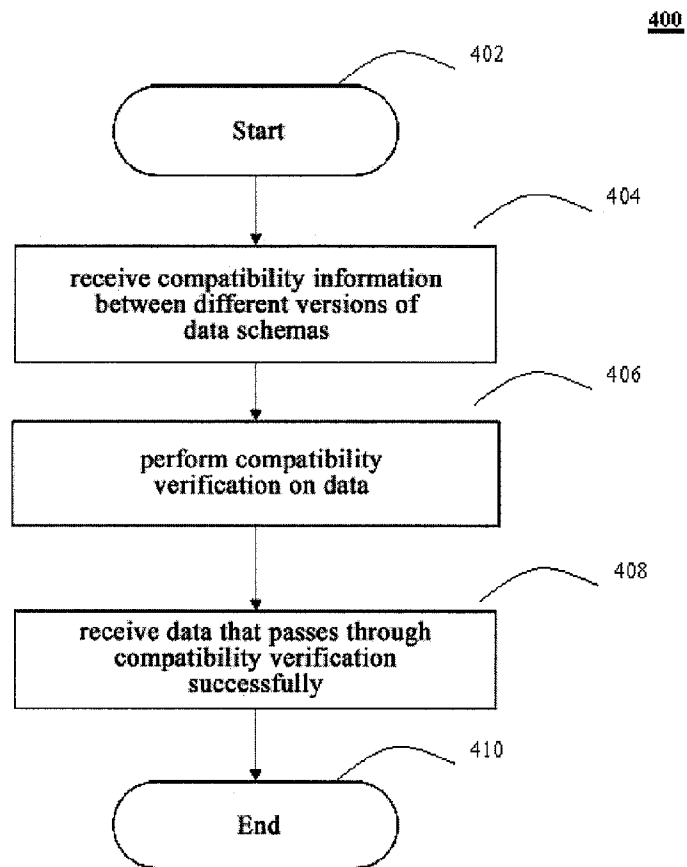 400
402
Start
404
receive compatibility information
between different versions of
data schemas
406
perform compatibility
verification on data
408
receive data that passes through
compatibility verification
successfully
410
End